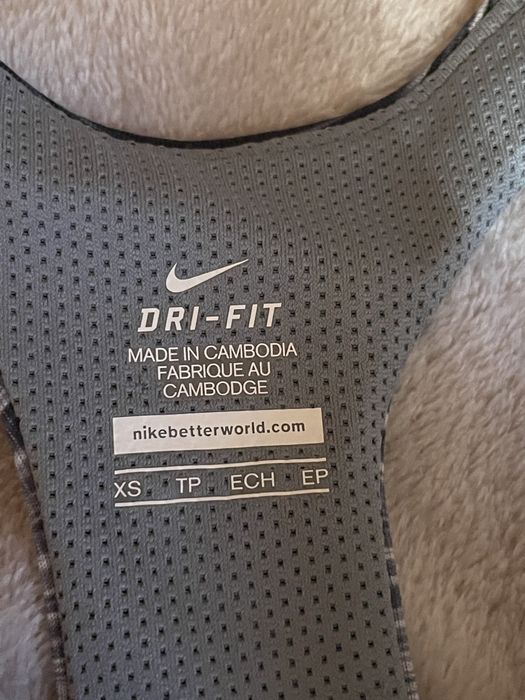 DRI-FIT
MADE IN CAMBODIA
FABRIQUE AU
CAMBODGE
nikebetterworld.com
XS TP ECH EP